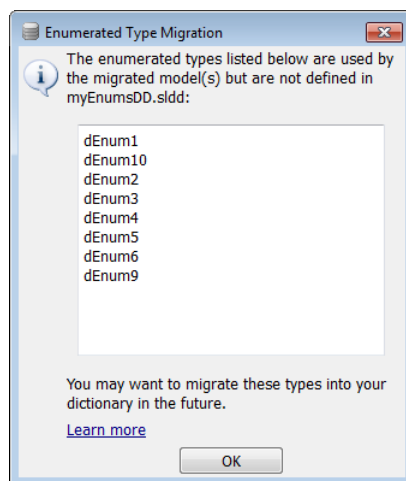 Enumerated Type Migration
The enumerated types listed below are used by
the migrated model(s) but are not defined in
myEnumsDD.sldd:
dEnum1
dEnum10
dEnum2
dEnum3
dEnum4
dEnum5
dEnum6
dEnum9
You may want to migrate these types into your
dictionary in the future.
Learn more
OK